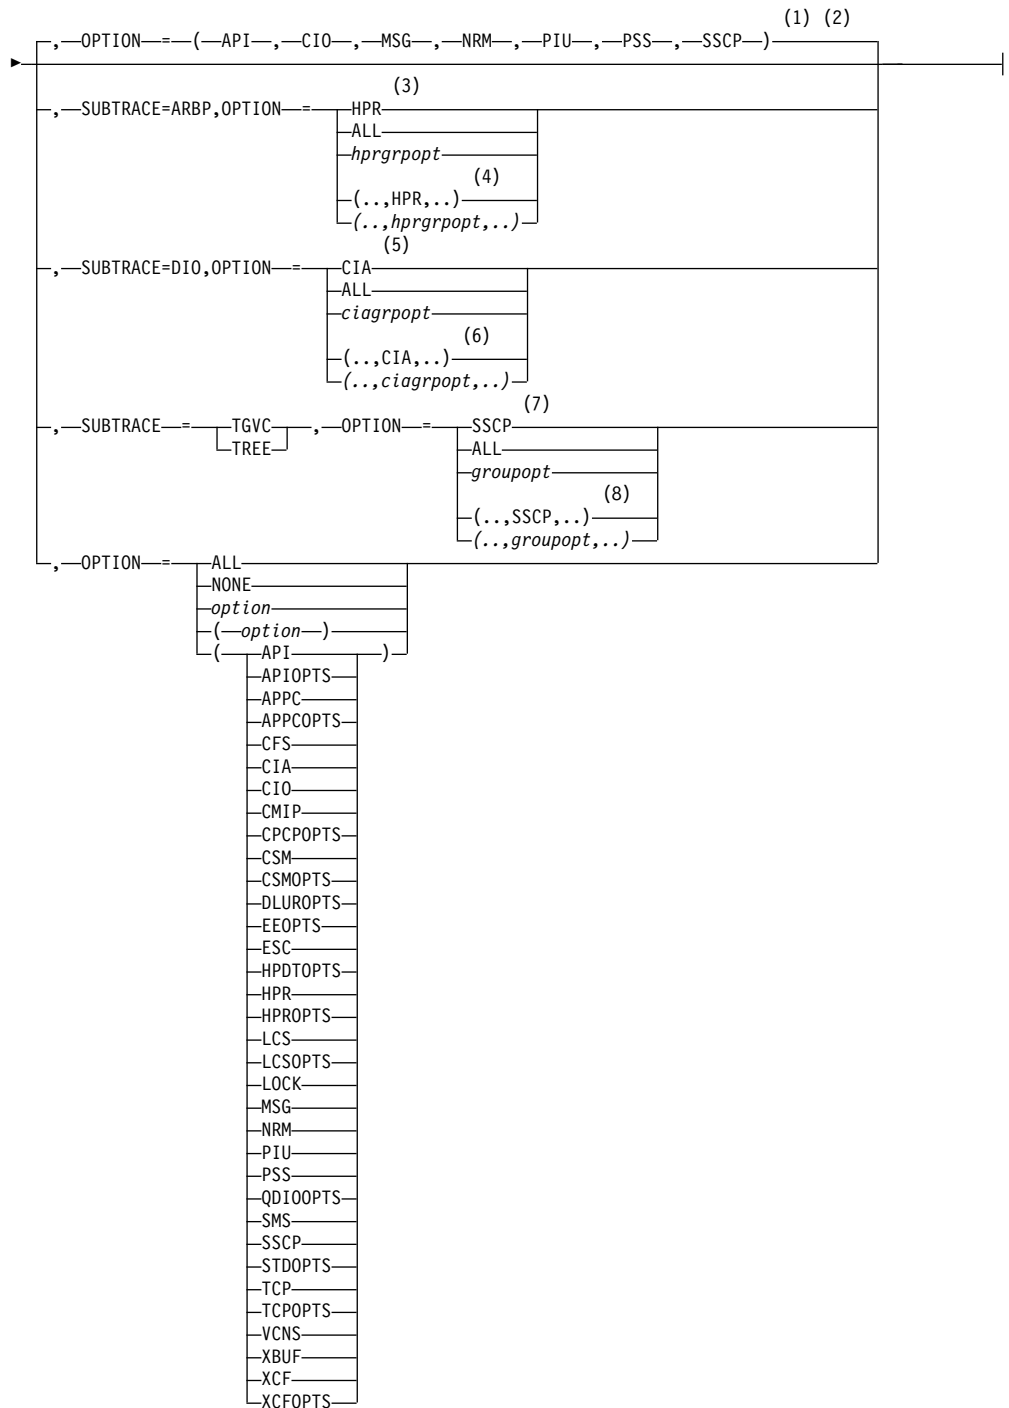 (1) (2)
,—OPTION—=—(—API—,—CIO—,—MSG—,—NRM—,—PIU—,—PSS—,—SSCP—)
(3)
,—SUBTRACE=ARBP,OPTION—=—HPR
ALL
hprgrpopt
(4)
(..,HPR,..)
(..,hprgrpopt,..)
(5)
,—SUBTRACE=DIO,OPTION—=—CIA
ALL
ciagrpopt
(6)
(..,CIA,..)
(..,ciagrpopt,..)
(7)
,—SUBTRACE—=—TGVC—,—OPTION—=—SSCP
TREE ALL
groupopt
(8)
(..,SSCP,..)
(..,groupopt,..)
,—OPTION—=—ALL
NONE
option
(—option—)
(—API—)
APIOPTS
APPC
APPCOPTS
CFS
CIA
CIO
CMIP
CPCPOPTS
CSM
CSMOPTS
DLUROPTS
EEOPTS
ESC
HPDTOPTS
HPR
HPROPTS
LCS
LCSOPTS
LOCK
MSG
NRM
PIU
PSS
QDIOOPTS
SMS
SSCP
STDOPTS
TCP
TCPOPTS
VCNS
XBUF
XCF
XCFOPTS